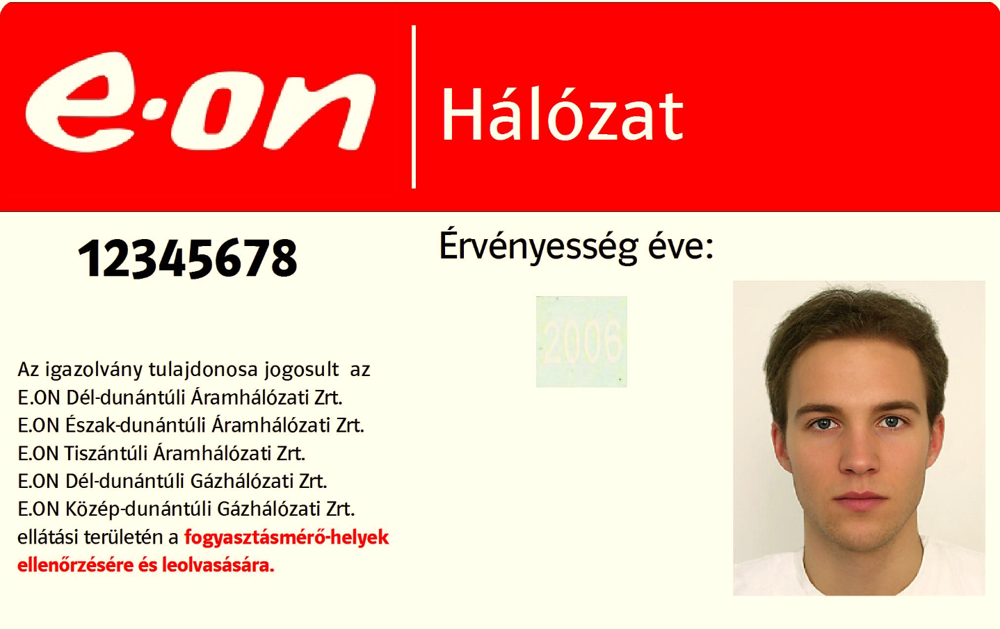 e·on Hálózat
12345678
Érvényesség éve:
2006
Az igazolvány tulajdonosa jogosult az
E.ON Dél-dunántúli Áramhálózati Zrt.
E.ON Észak-dunántúli Áramhálózati Zrt.
E.ON Tiszántúli Áramhálózati Zrt.
E.ON Dél-dunántúli Gázhálózati Zrt.
E.ON Közép-dunántúli Gázhálózati Zrt.
ellátási területén a fogyasztásmérő-helyek
ellenőrzésére és leolvasására.